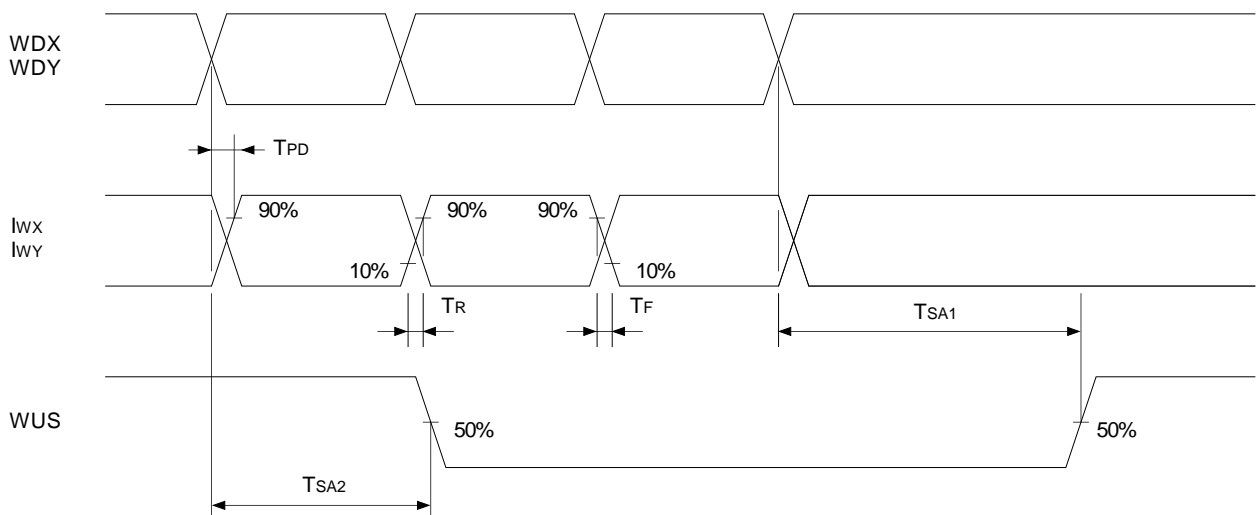 WDX
WDY
TPD
IWX
IWY
90%
90%
90%
10%
10%
TR
TF
TSA1
WUS
50%
50%
TSA2